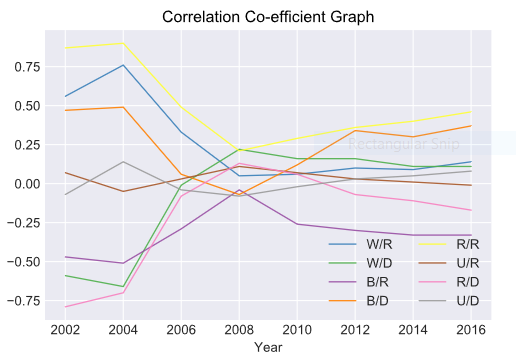 Correlation Co-efficient Graph
0.75
0.50
0.25
0.00
−0.25
−0.50
−0.75
Rectangular Snip
W/R R/R
W/D U/R
B/R R/D
B/D U/D
2002 2004 2006 2008 2010 2012 2014 2016
Year